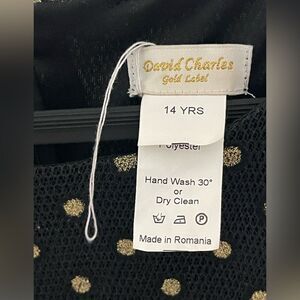 David Charles
Gold Label
14 YRS
Polyester
Hand Wash 30°
or
Dry Clean
P
Made in Romania